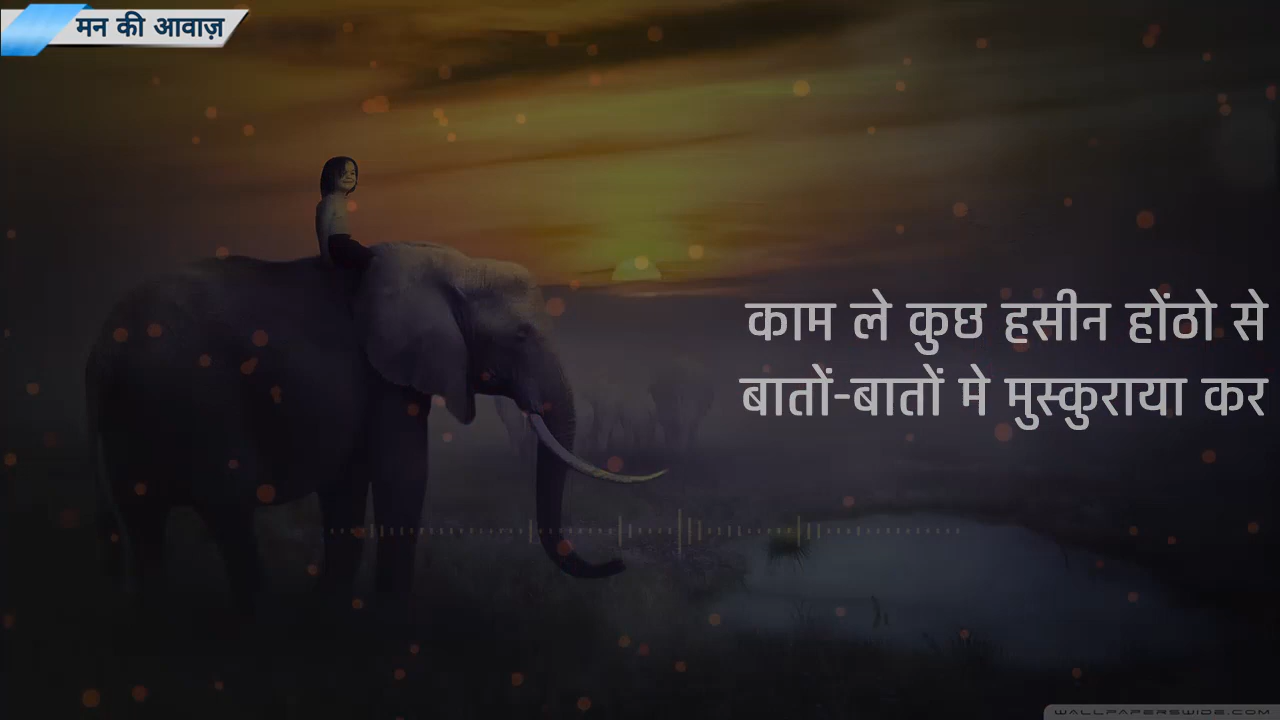 मन की आवाज़
काम ले कुछ हसीन होंठो से
बातों-बातों मे मुस्कुराया कर
WALLPAPERSWIDE.COM